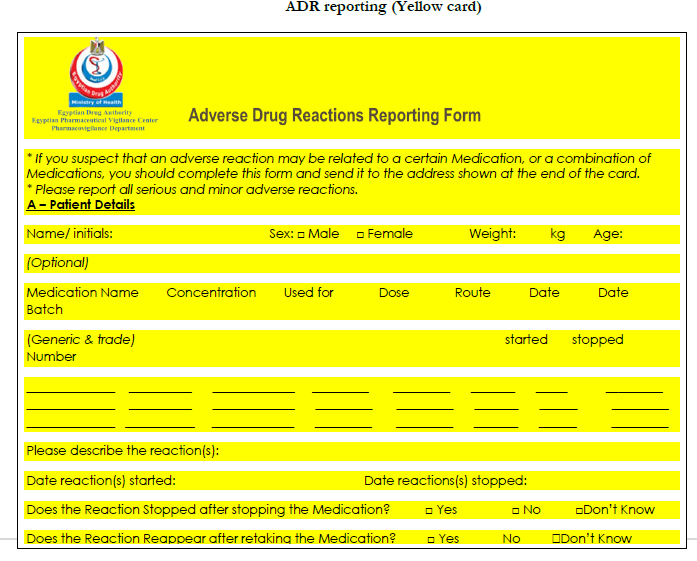 ADR reporting (Yellow card)
Egyptian Drug Authority
Ministry of Health
Egyptian Drug Authority
Egyptian Pharmaceutical Vigilance Center
Pharmacovigilance Department
Adverse Drug Reactions Reporting Form
* If you suspect that an adverse reaction may be related to a certain Medication, or a combination of
Medications, you should complete this form and send it to the address shown at the end of the card.
* Please report all serious and minor adverse reactions.
A – Patient Details
Name/ initials: Sex: □ Male □ Female Weight: kg Age:
(Optional)
Medication Name Concentration Used for Dose Route Date Date
Batch
(Generic & trade) started stopped
Number
Please describe the reaction(s):
Date reaction(s) started: Date reactions(s) stopped:
Does the Reaction Stopped after stopping the Medication? □ Yes □ No □Don't Know
Does the Reaction Reappear after retaking the Medication? □ Yes No □Don't Know